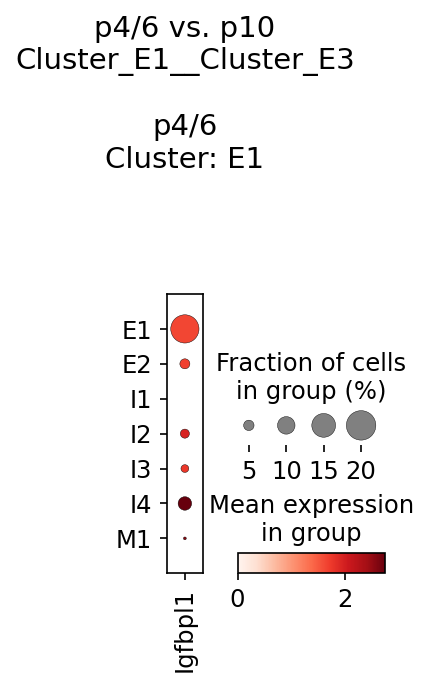 p4/6 vs. p10
Cluster_E1__Cluster_E3
p4/6
Cluster: E1
E1
E2
I1
I2
I3
I4
M1
Igfbpl1
Fraction of cells
in group (%)
5 10 15 20
Mean expression
in group
0 2